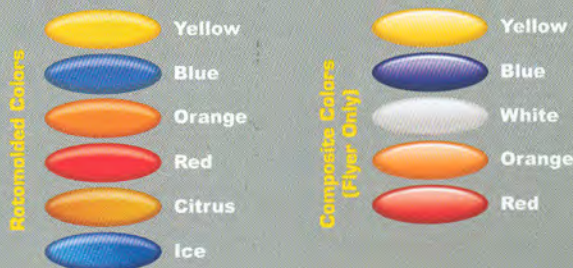 Rotomolded Colors
Yellow
Blue
Orange
Red
Citrus
Ice
Composite Colors
(Flyer Only)
Yellow
Blue
White
Orange
Red